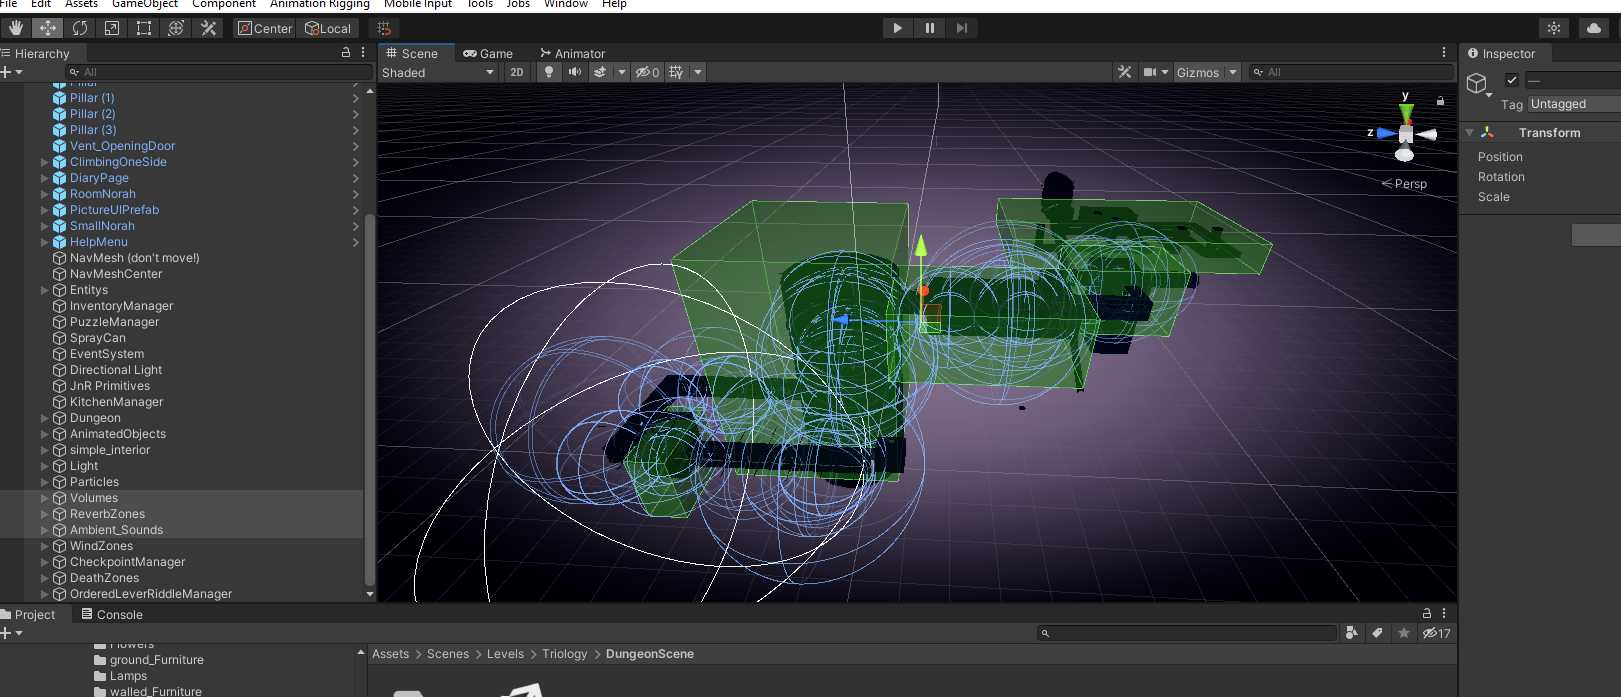 File Edit Assets GameObject Component Animation Rigging Mobile Input Tools Jobs Window Help
Center Local
Hierarchy
All
Pillar
Pillar (1)
Pillar (2)
Pillar (3)
Vent_OpeningDoor
ClimbingOneSide
DiaryPage
RoomNorah
PictureUIPrefab
SmallNorah
HelpMenu
NavMesh (don't move!)
NavMeshCenter
Entitys
InventoryManager
PuzzleManager
SprayCan
EventSystem
Directional Light
JnR Primitives
KitchenManager
Dungeon
AnimatedObjects
simple_interior
Light
Particles
Volumes
ReverbZones
Ambient_Sounds
WindZones
CheckpointManager
DeathZones
OrderedLeverRiddleManager
Scene Game Animator
Shaded 2D 0 Gizmos All
y
z
< Persp
Inspector
—
Tag Untagged
Transform
Position
Rotation
Scale
Project Console
17
Flowers
ground_Furniture
Lamps
walled_Furniture
Assets > Scenes > Levels > Triology > DungeonScene